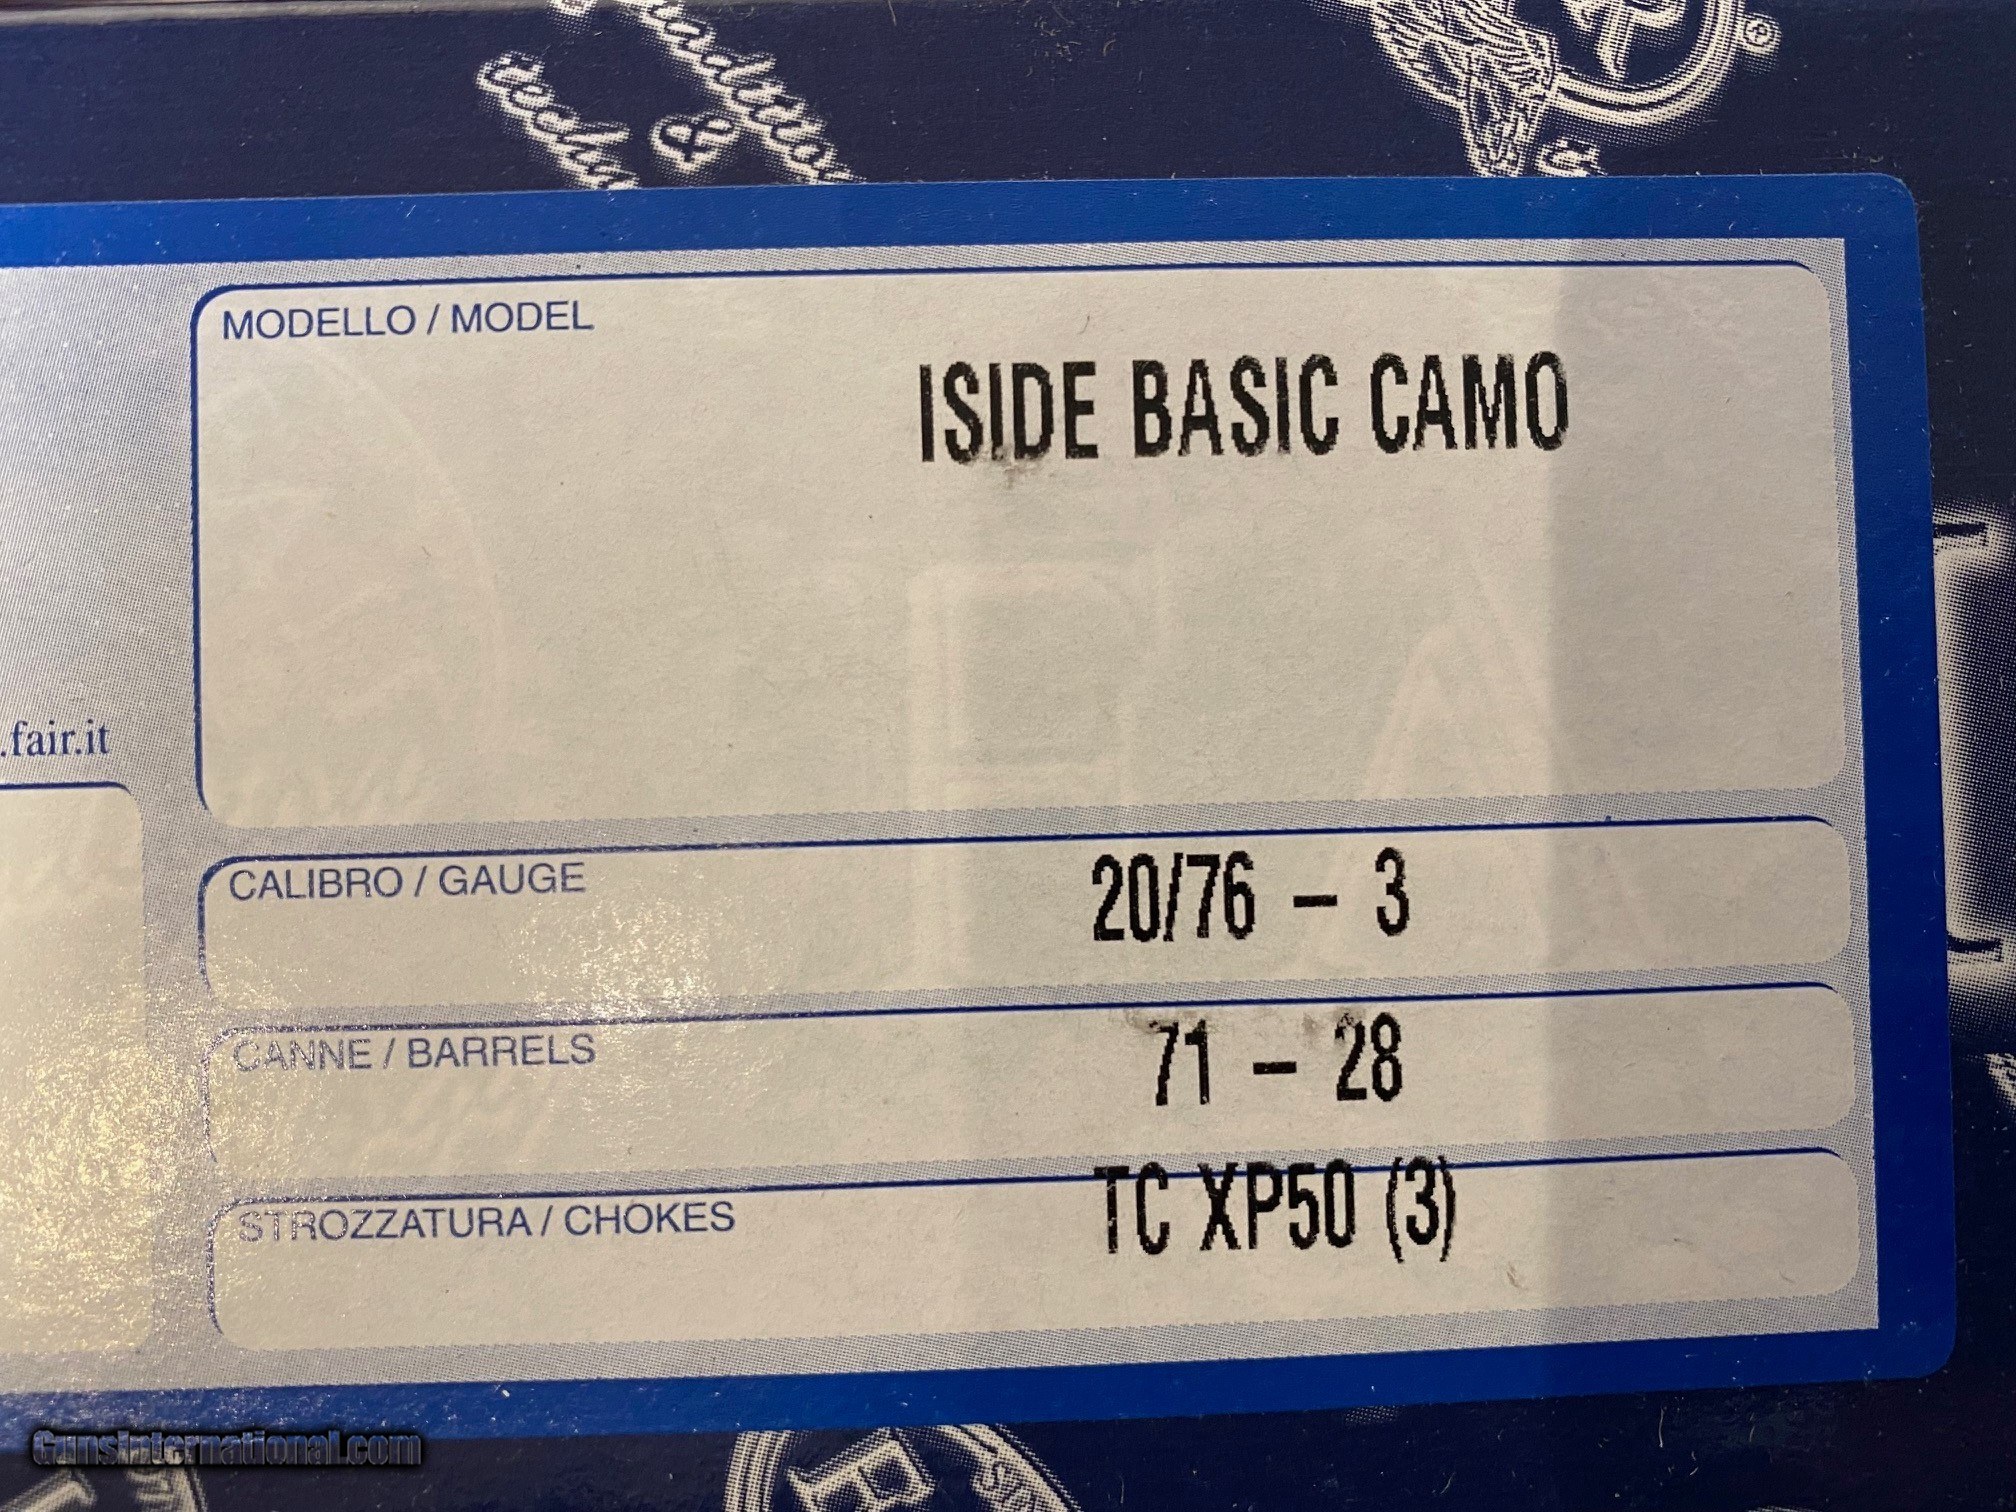 &
®
MODELLO / MODEL
ISIDE BASIC CAMO
.fair.it
CALIBRO / GAUGE
20/76 – 3
CANNE / BARRELS
71 – 28
STROZZATURA / CHOKES
TC XP50 (3)
GunsInternational.com